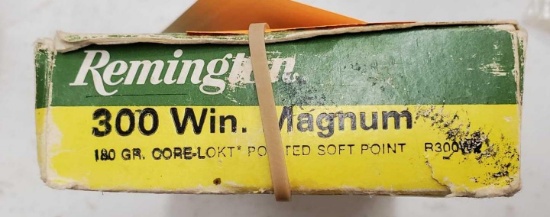 Remington
300 Win. Magnum
180 GR. CORE-LOKT* POINTED SOFT POINT R300W2